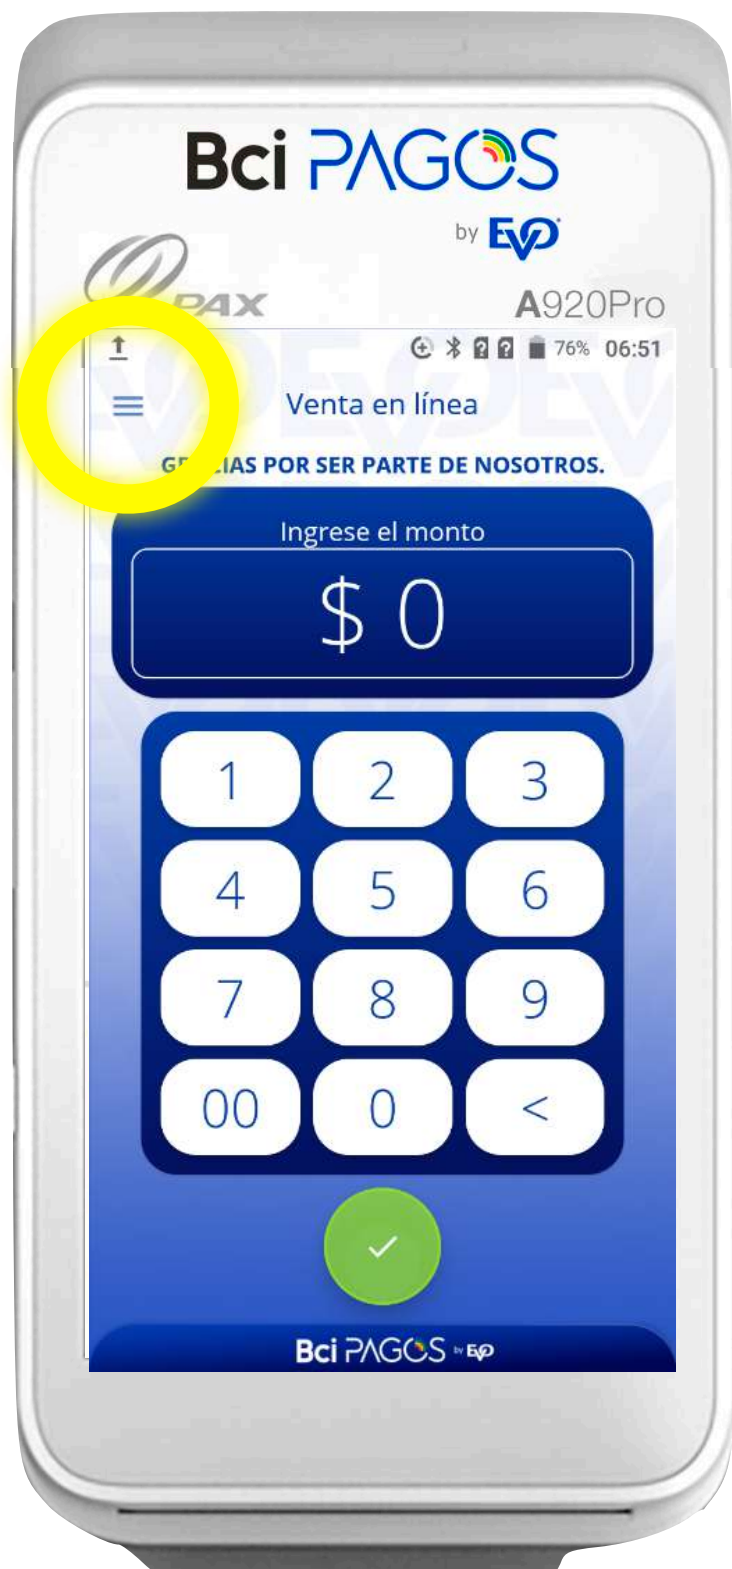 Bci PAGOS
by EVO
PAX
A920Pro
76% 06:51
Venta en línea
GRACIAS POR SER PARTE DE NOSOTROS.
Ingrese el monto
$ 0
1 2 3
4 5 6
7 8 9
00 0 <
Bci PAGOS by EVO